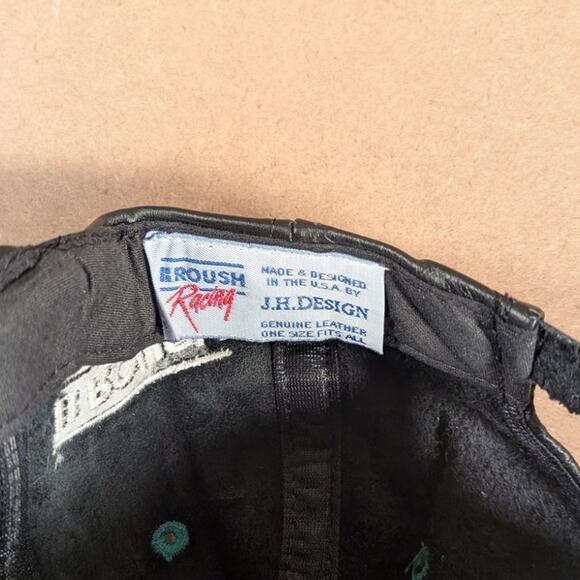 ROUSH
Racing
MADE & DESIGNED
IN THE U.S.A. BY
J.H. DESIGN
GENUINE LEATHER
ONE SIZE FITS ALL